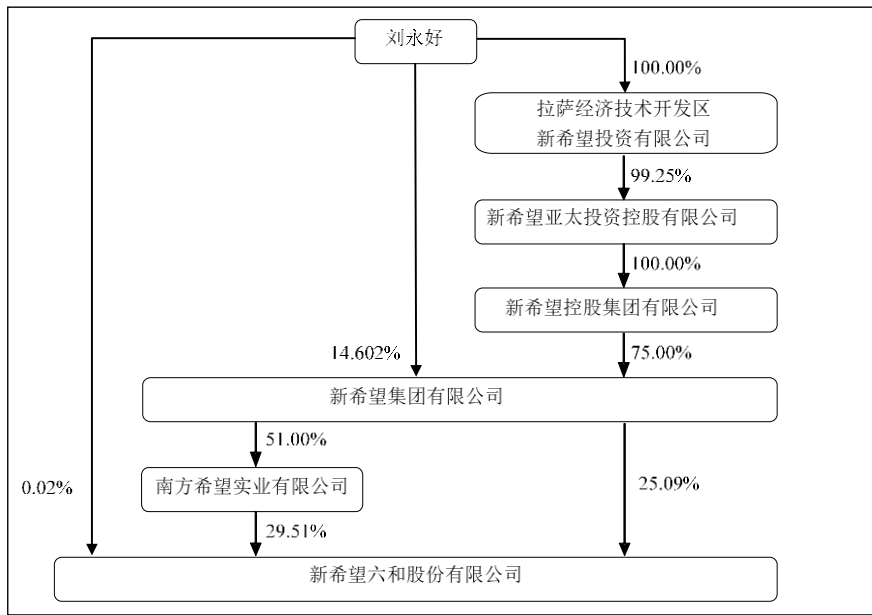 刘永好
100.00%
拉萨经济技术开发区
新希望投资有限公司
99.25%
新希望亚太投资控股有限公司
100.00%
新希望控股集团有限公司
14.602%
75.00%
新希望集团有限公司
51.00%
0.02%
南方希望实业有限公司
25.09%
29.51%
新希望六和股份有限公司